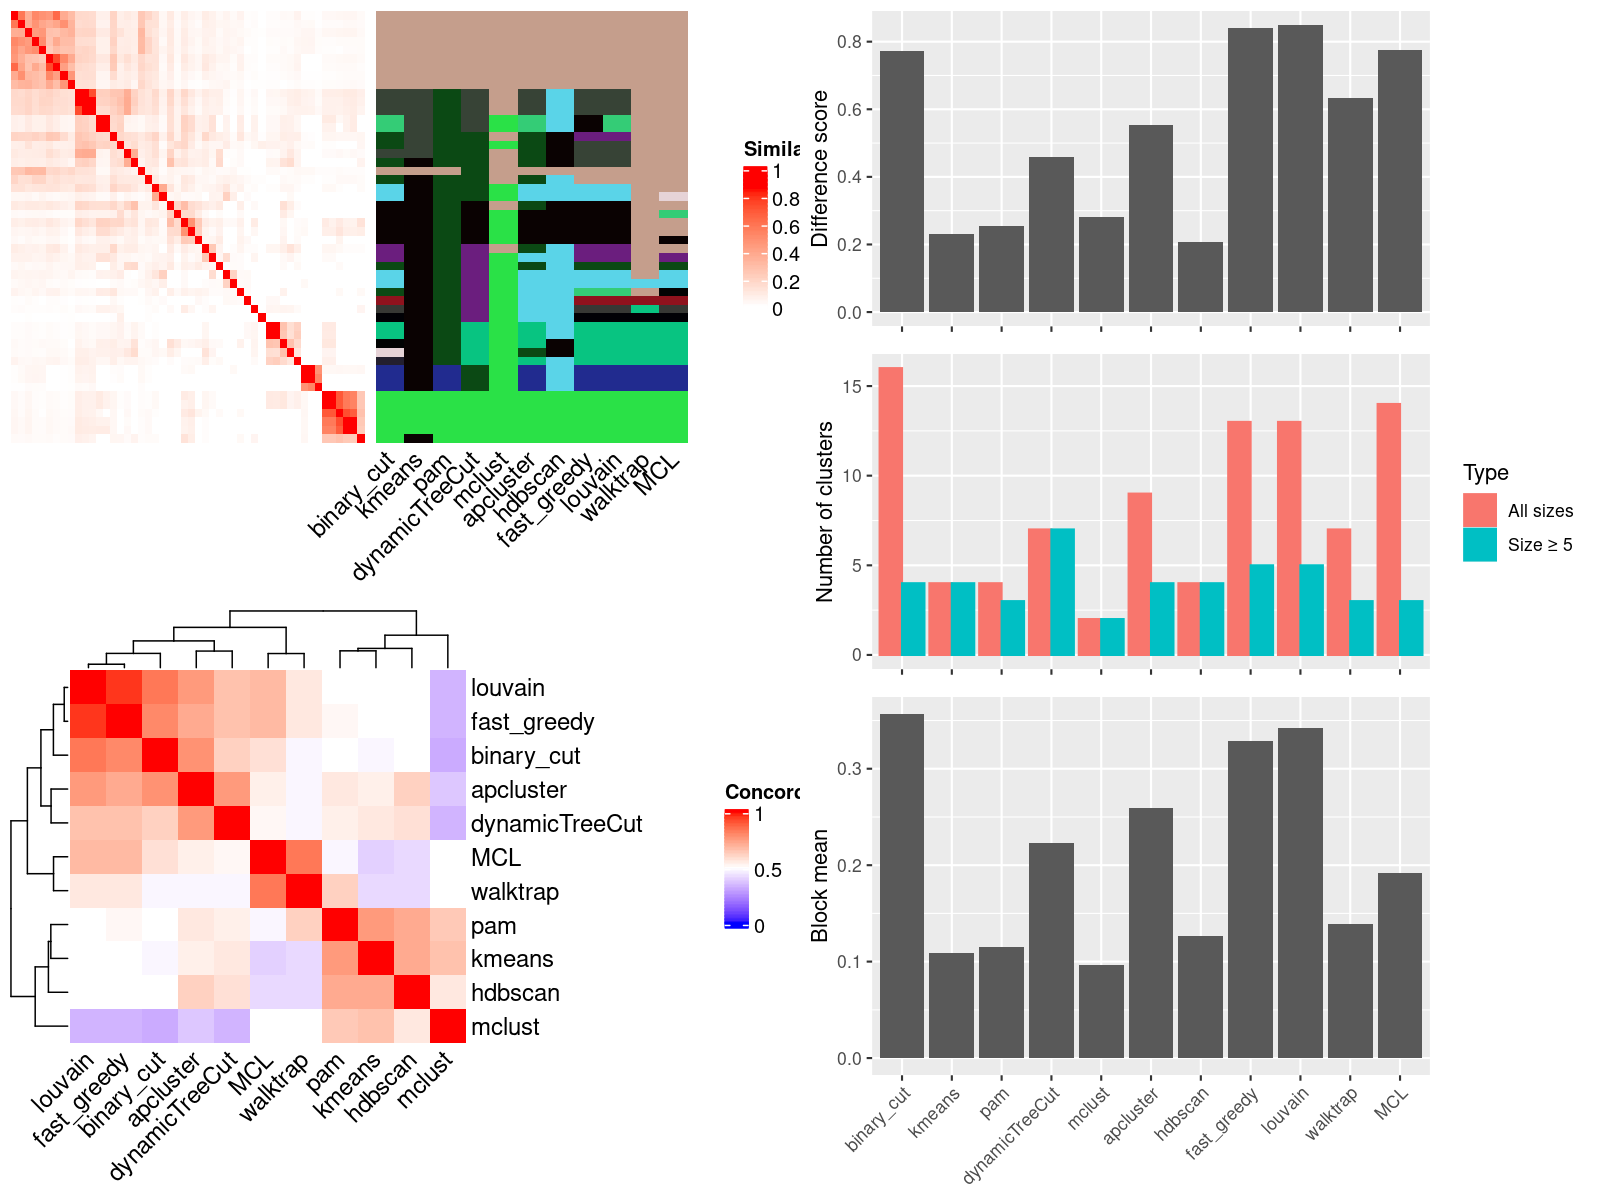 Simila
1
0.8
0.6
0.4
0.2
0
binary_cut
kmeans
pam
dynamicTreeCut
mclust
apcluster
hdbscan
fast_greedy
louvain
walktrap
MCL
louvain
fast_greedy
binary_cut
apcluster
dynamicTreeCut
MCL
walktrap
pam
kmeans
hdbscan
mclust
louvain
fast_greedy
binary_cut
apcluster
dynamicTreeCut
MCL
walktrap
pam
kmeans
hdbscan
mclust
Concord
1
0.5
0
Difference score
0.8
0.6
0.4
0.2
0.0
Number of clusters
15
10
5
0
Type
All sizes
Size ≥ 5
Block mean
0.3
0.2
0.1
0.0
binary_cut
kmeans
pam
dynamicTreeCut
mclust
apcluster
hdbscan
fast_greedy
louvain
walktrap
MCL